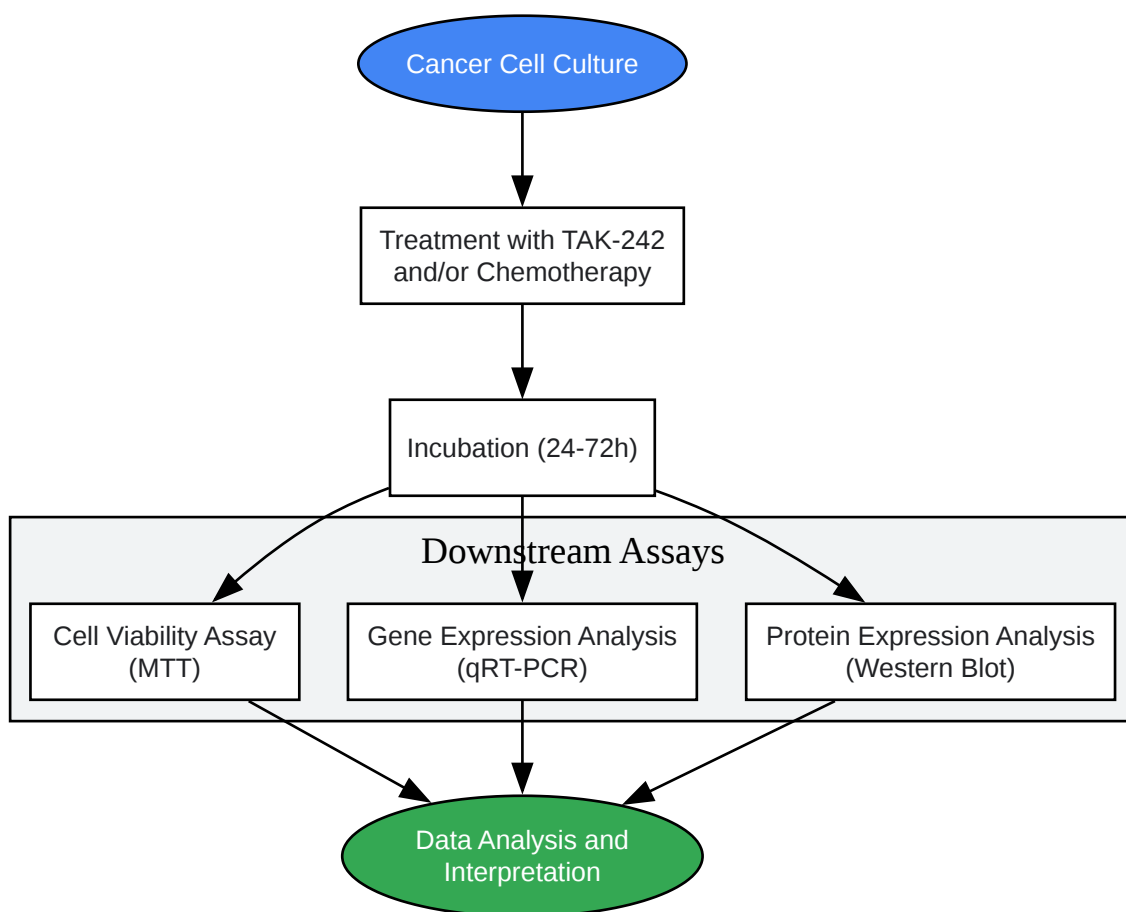 Cancer Cell Culture
Treatment with TAK-242
and/or Chemotherapy
Incubation (24-72h)
Downstream Assays
Cell Viability Assay
(MTT)
Gene Expression Analysis
(qRT-PCR)
Protein Expression Analysis
(Western Blot)
Data Analysis and
Interpretation